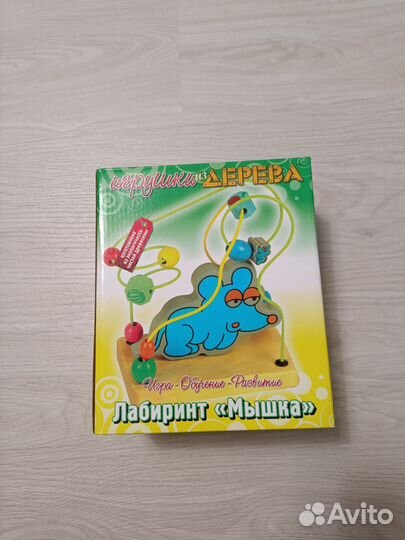 игрушки из ДЕРЕВА
Игра - Обучение - Развитие
Лабиринт «Мышка»
Avito